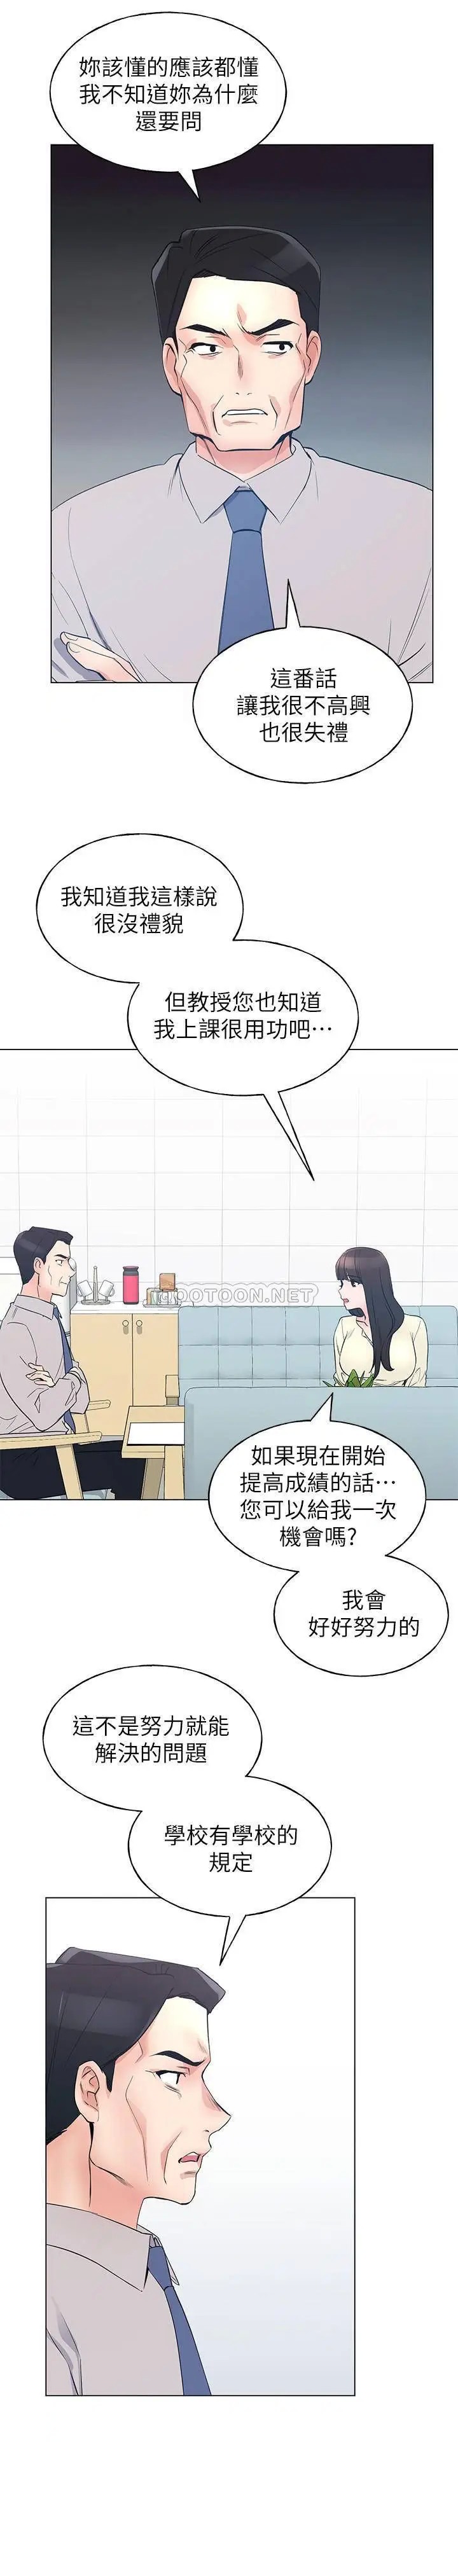 妳該懂的應該都懂
我不知道妳為什麼
還要問
這番話
讓我很不高興
也很失禮
我知道我這樣說
很沒禮貌
但教授您也知道
我上課很用功吧…
TOOTOON.NET
如果現在開始
提高成績的話…
您可以給我一次
機會嗎?
我會
好好努力的
這不是努力就能
解決的問題
學校有學校的
規定